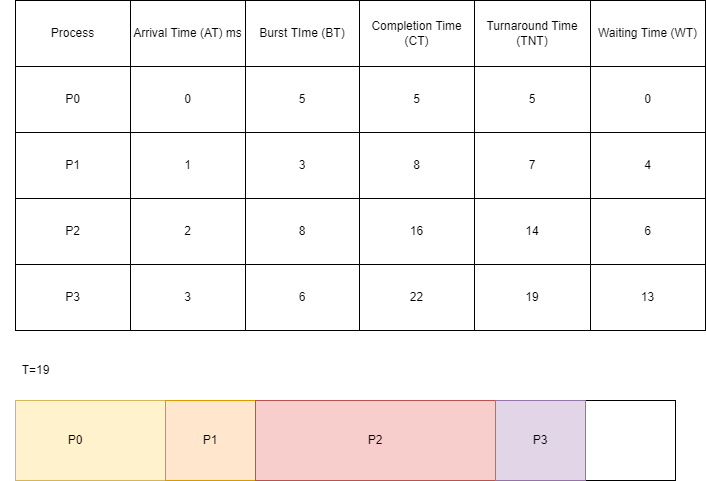 Process Arrival Time (AT) ms Burst TIme (BT) Completion Time (CT) Turnaround Time (TNT) Waiting Time (WT)
P0 0 5 5 5 0
P1 1 3 8 7 4
P2 2 8 16 14 6
P3 3 6 22 19 13
T=19
P0 P1 P2 P3